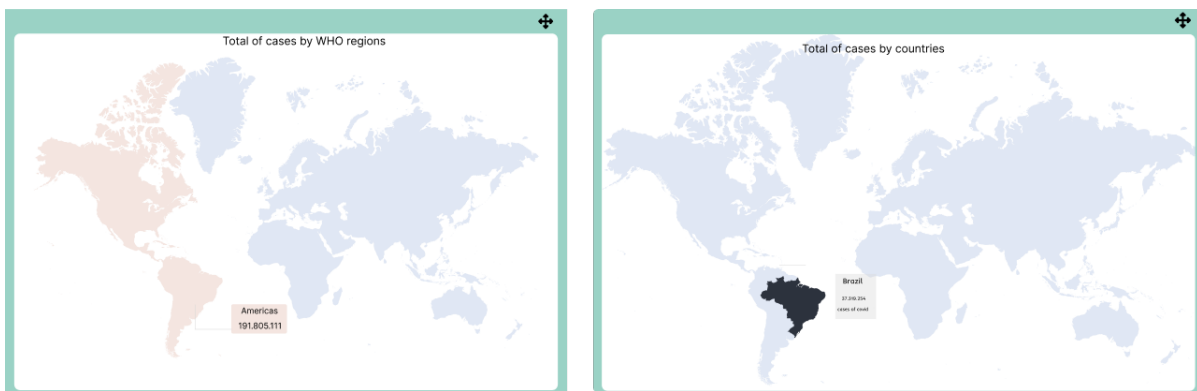 Total of cases by WHO regions
Americas
191.805.111
Total of cases by countries
Brazil
37.319.254
cases of covid